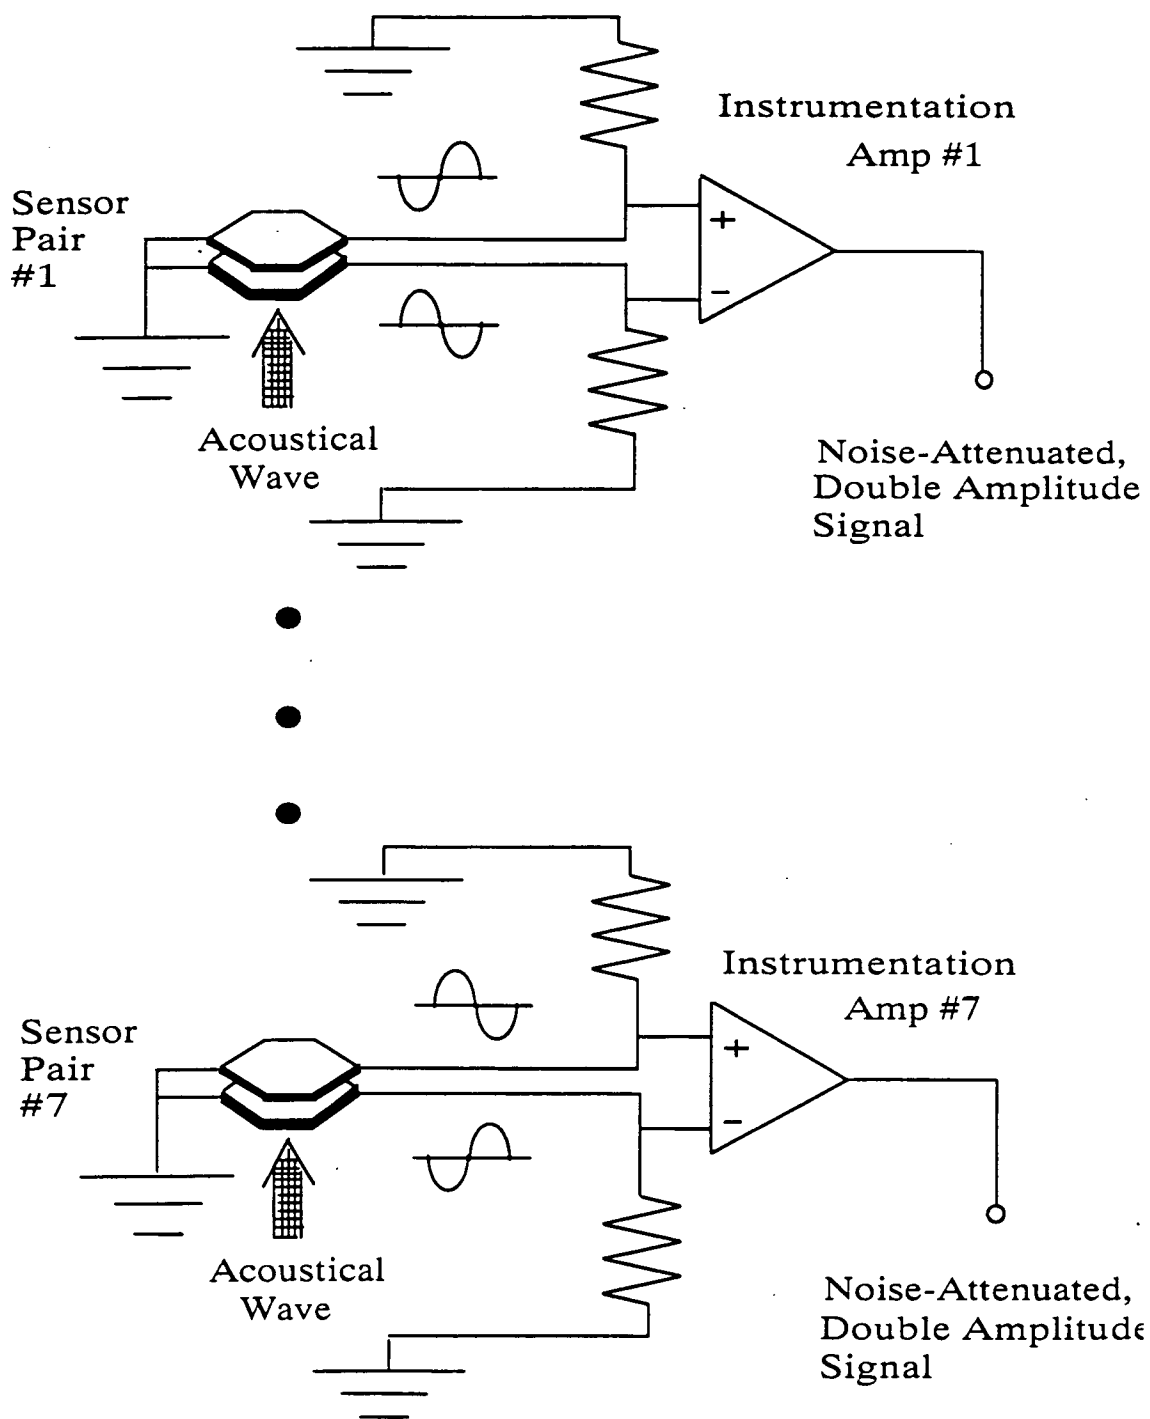 Instrumentation
Amp #1
Sensor
Pair
#1
+
-
Acoustical
Wave
Noise-Attenuated,
Double Amplitude
Signal
Instrumentation
Amp #7
Sensor
Pair
#7
+
-
Acoustical
Wave
Noise-Attenuated,
Double Amplitude
Signal